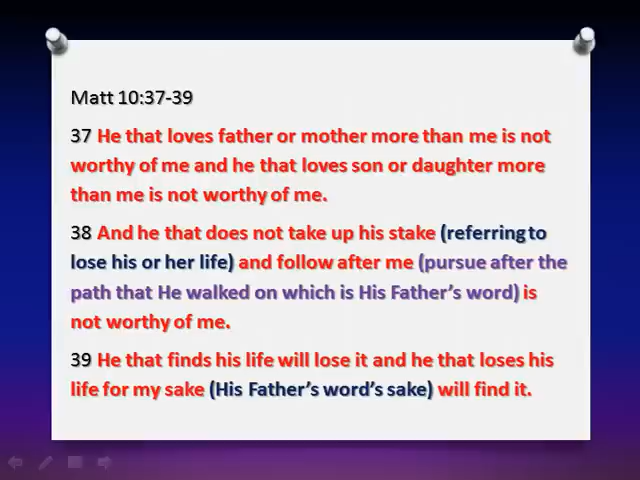 Matt 10:37-39
37 He that loves father or mother more than me is not
worthy of me and he that loves son or daughter more
than me is not worthy of me.
38 And he that does not take up his stake (referring to
lose his or her life) and follow after me (pursue after the
path that He walked on which is His Father's word) is
not worthy of me.
39 He that finds his life will lose it and he that loses his
life for my sake (His Father's word's sake) will find it.